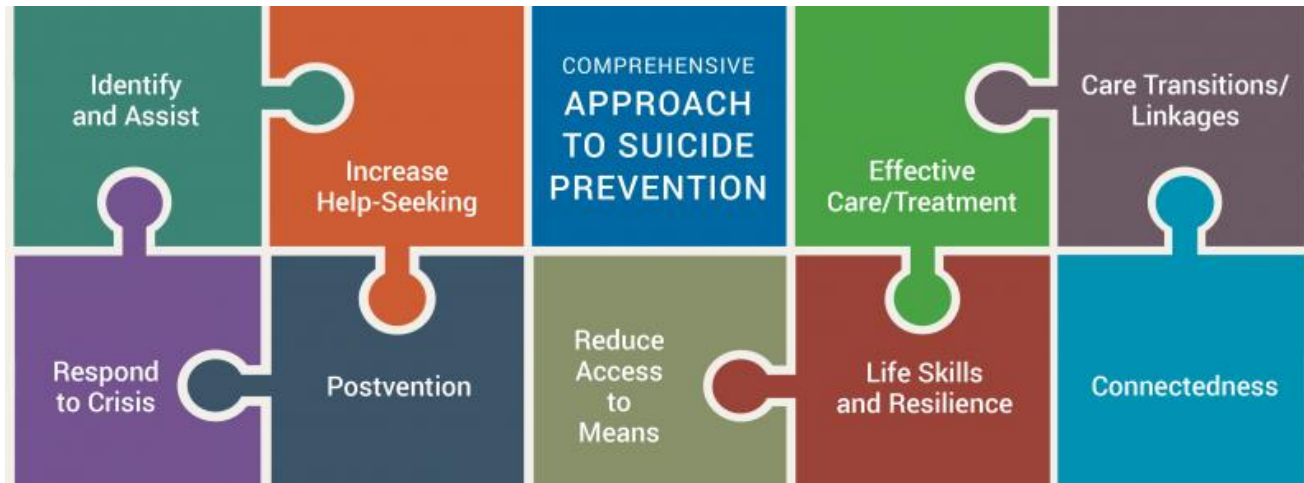 Identify
and Assist
Increase
Help-Seeking
COMPREHENSIVE
APPROACH
TO SUICIDE
PREVENTION
Effective
Care/Treatment
Care Transitions/
Linkages
Respond
to Crisis
Postvention
Reduce
Access
to
Means
Life Skills
and Resilience
Connectedness